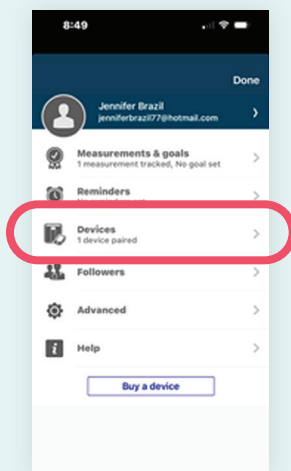 8:49
Done
Jennifer Brazil
jenniferbrazil77@hotmail.com
Measurements & goals
1 measurement tracked, No goal set
Reminders
Devices
1 device paired
Followers
Advanced
Help
Buy a device